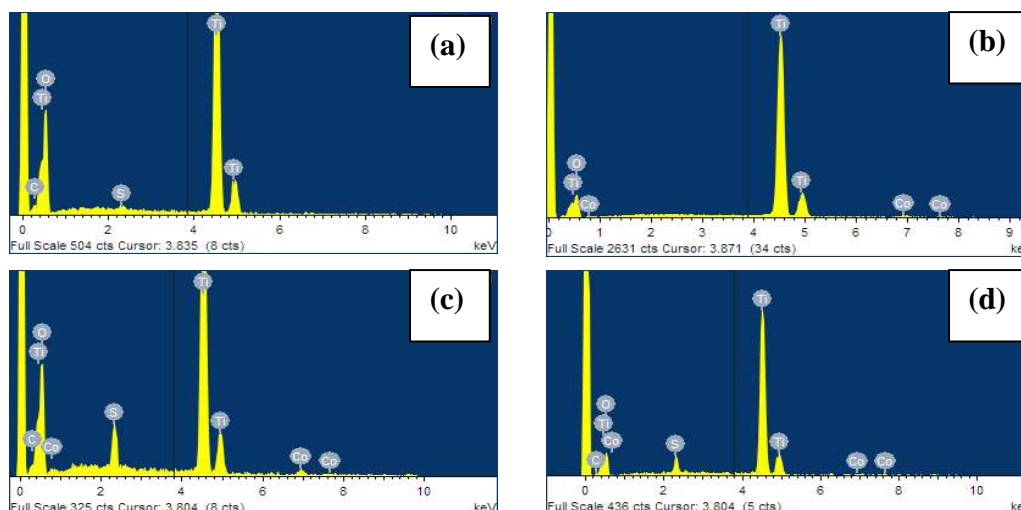 (a)
Ti
O
Ti
C
S
Ti
0 2 4 6 8 10
Full Scale 504 cts Cursor: 3.835 (8 cts) keV
(b)
Ti
O
Ti
Co
Ti
Co
Co
0 1 2 3 4 5 6 7 8 9
Full Scale 2631 cts Cursor: 3.871 (34 cts) ke
(c)
Ti
O
Ti
C
Co
S
Ti
Co
Co
0 2 4 6 8 10
Full Scale 325 cts Cursor: 3.804 (8 cts) keV
(d)
Ti
O
Ti
Co
C
S
Ti
Co
Co
0 2 4 6 8 10
Full Scale 436 cts Cursor: 3.804 (5 cts) ke